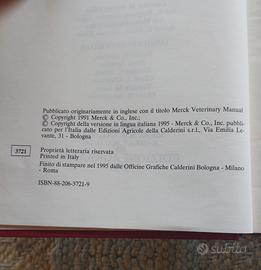 Pubblicato originariamente in inglese con il titolo Merck Veterinary Manual
© Copyright 1991 Merck & Co., Inc.
© Copyright della versione in lingua italiana 1995 - Merck & Co., Inc. pubbli-
cato per l'Italia dalle Edizioni Agricole della Calderini s.r.l., Via Emilia Le-
vante, 31 - Bologna
3721
Proprietà letteraria riservata
Printed in Italy
Finito di stampare nel 1995 dalle Officine Grafiche Calderini Bologna - Milano
- Roma
ISBN-88-206-3721-9
subito